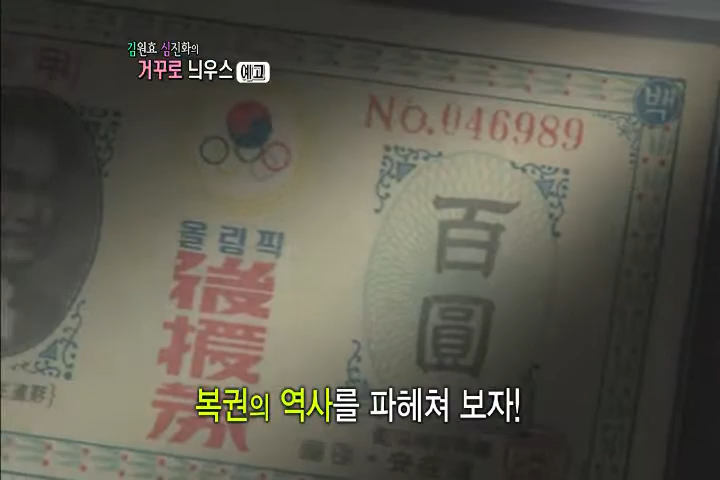 김원효 심진화의
거꾸로 늬우스 예고
No. 046989
백
올림픽
後援券
百圓
복권의 역사를 파헤쳐 보자!